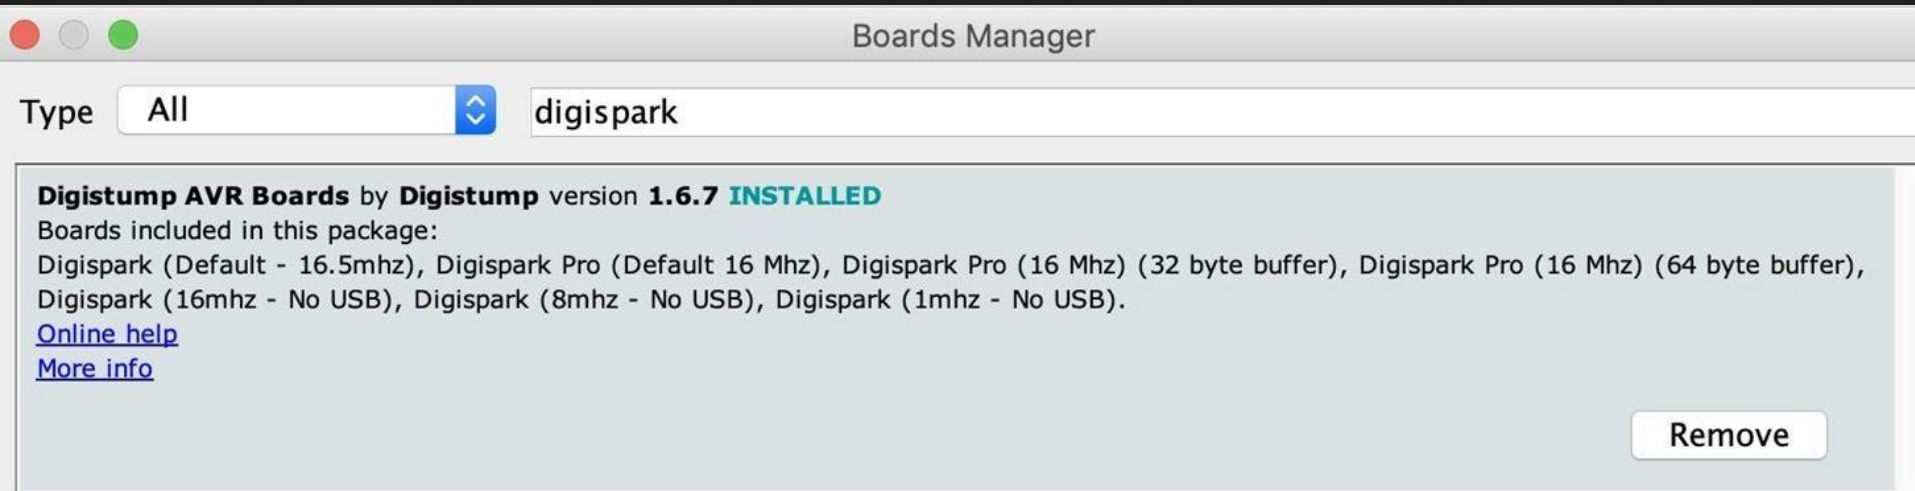 Boards Manager
Type All digispark
Digistump AVR Boards by Digistump version 1.6.7 INSTALLED
Boards included in this package:
Digispark (Default - 16.5mhz), Digispark Pro (Default 16 Mhz), Digispark Pro (16 Mhz) (32 byte buffer), Digispark Pro (16 Mhz) (64 byte buffer),
Digispark (16mhz - No USB), Digispark (8mhz - No USB), Digispark (1mhz - No USB).
Online help
More info
Remove